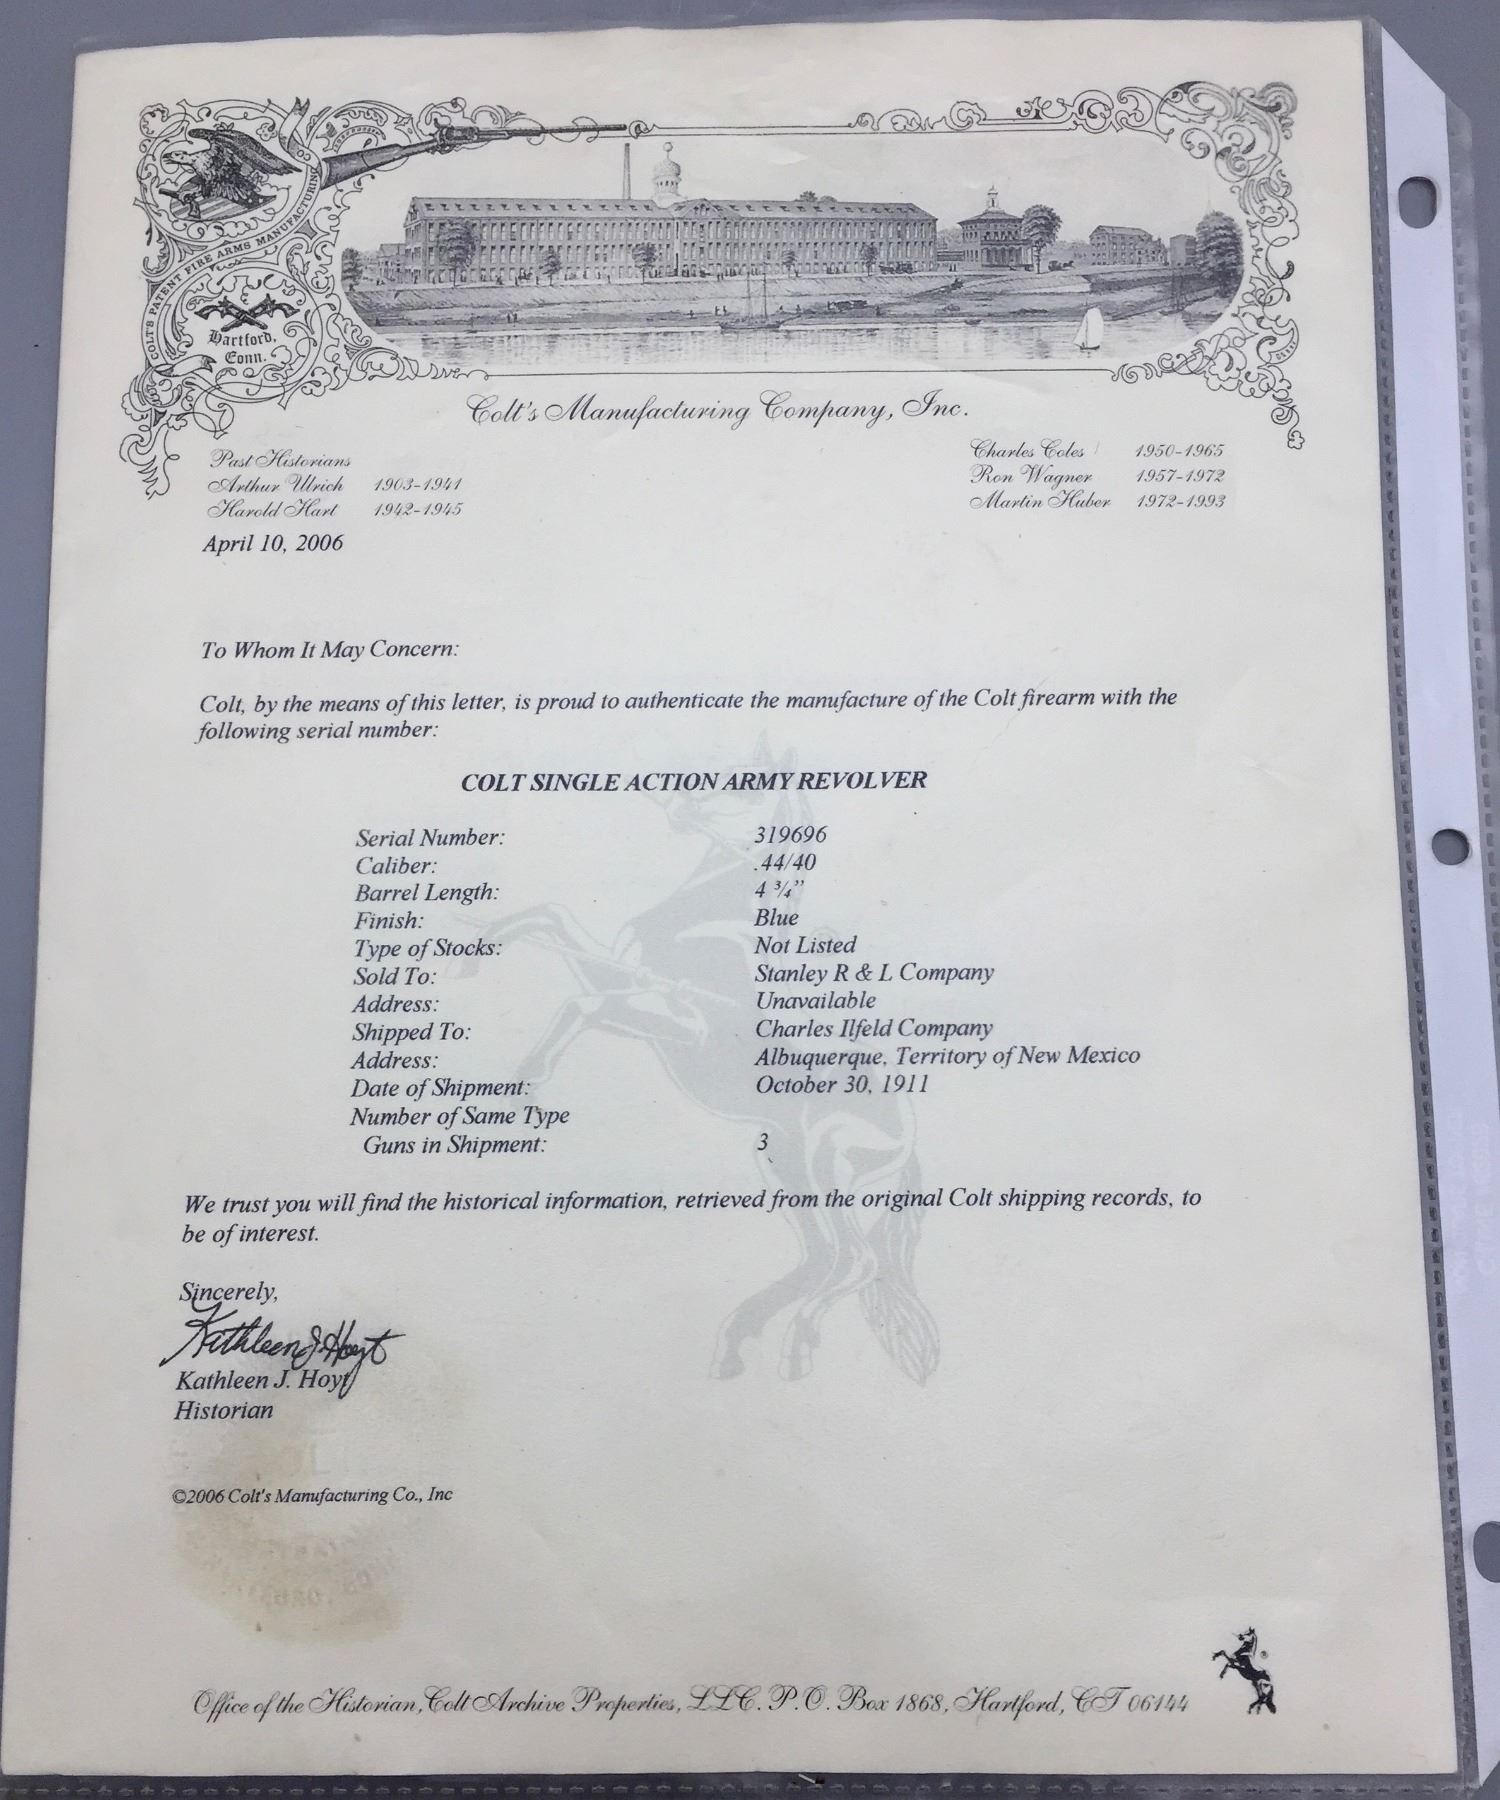 COLT'S PATENT FIRE ARMS MANUFACTURING CO
Hartford,
Conn.
Colt's Manufacturing Company, Inc.
Past Historians
Arthur Ulrich 1903-1941
Harold Hart 1942-1945
Charles Coles 1950-1965
Ron Wagner 1957-1972
Martin Huber 1972-1993
April 10, 2006
To Whom It May Concern:
Colt, by the means of this letter, is proud to authenticate the manufacture of the Colt firearm with the
following serial number:
COLT SINGLE ACTION ARMY REVOLVER
Serial Number: 319696
Caliber: .44/40
Barrel Length: 4 ¾”
Finish: Blue
Type of Stocks: Not Listed
Sold To: Stanley R & L Company
Address: Unavailable
Shipped To: Charles Ilfeld Company
Address: Albuquerque, Territory of New Mexico
Date of Shipment: October 30, 1911
Number of Same Type
Guns in Shipment: 3
We trust you will find the historical information, retrieved from the original Colt shipping records, to
be of interest.
Sincerely,
Kathleen J. Hoyt
Kathleen J. Hoyt
Historian
©2006 Colt's Manufacturing Co., Inc
Office of the Historian, Colt Archive Properties, LLC. P.O. Box 1868, Hartford, CT 06144